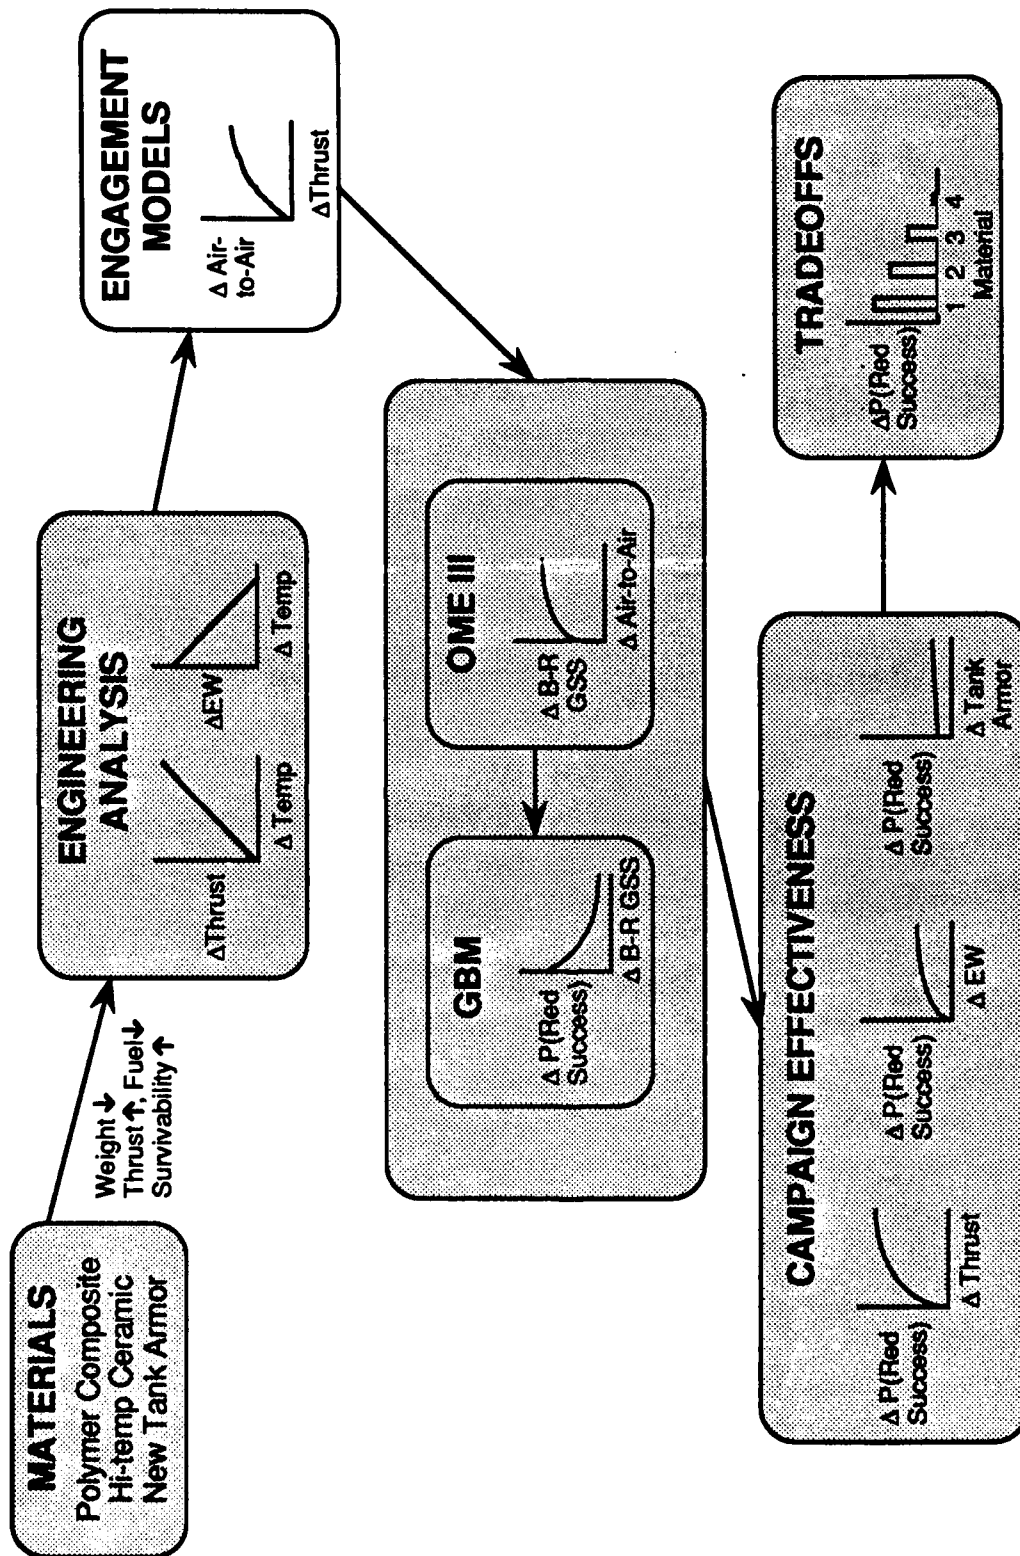 MATERIALS
Polymer Composite
Hi-temp Ceramic
New Tank Armor
Weight ↓
Thrust ↑, Fuel ↓
Survivability ↑
ENGINEERING
ANALYSIS
ΔThrust
Δ Temp
ΔEW
Δ Temp
ENGAGEMENT
MODELS
Δ Air-
to-Air
ΔThrust
GBM
Δ P(Red
Success)
Δ B-R GSS
OME III
Δ B-R
GSS
Δ Air-to-Air
CAMPAIGN EFFECTIVENESS
Δ P(Red
Success)
Δ Thrust
Δ P(Red
Success)
Δ EW
Δ P(Red
Success)
Δ Tank
Armor
TRADEOFFS
ΔP(Red
Success)
1 2 3 4
Material